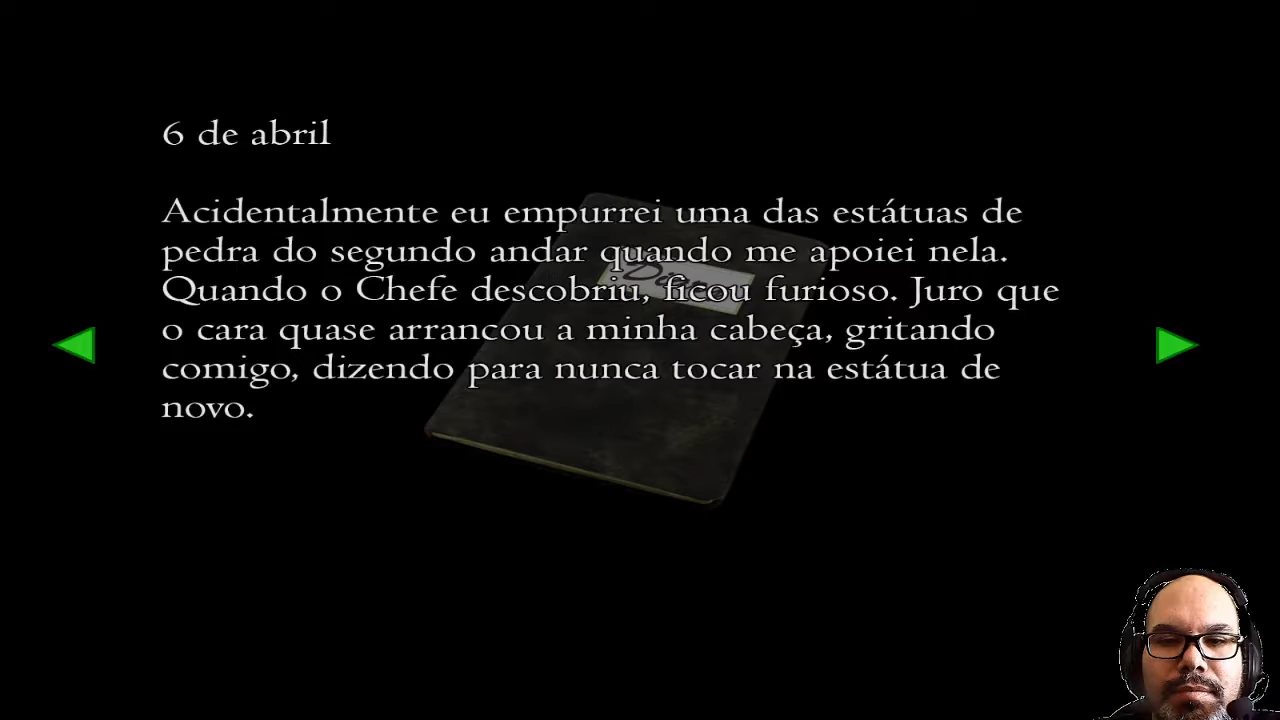 6 de abril
Acidentalmente eu empurrei uma das estátuas de
pedra do segundo andar quando me apoiei nela.
Quando o Chefe descobriu, ficou furioso. Juro que
o cara quase arrancou a minha cabeça, gritando
comigo, dizendo para nunca tocar na estátua de
novo.